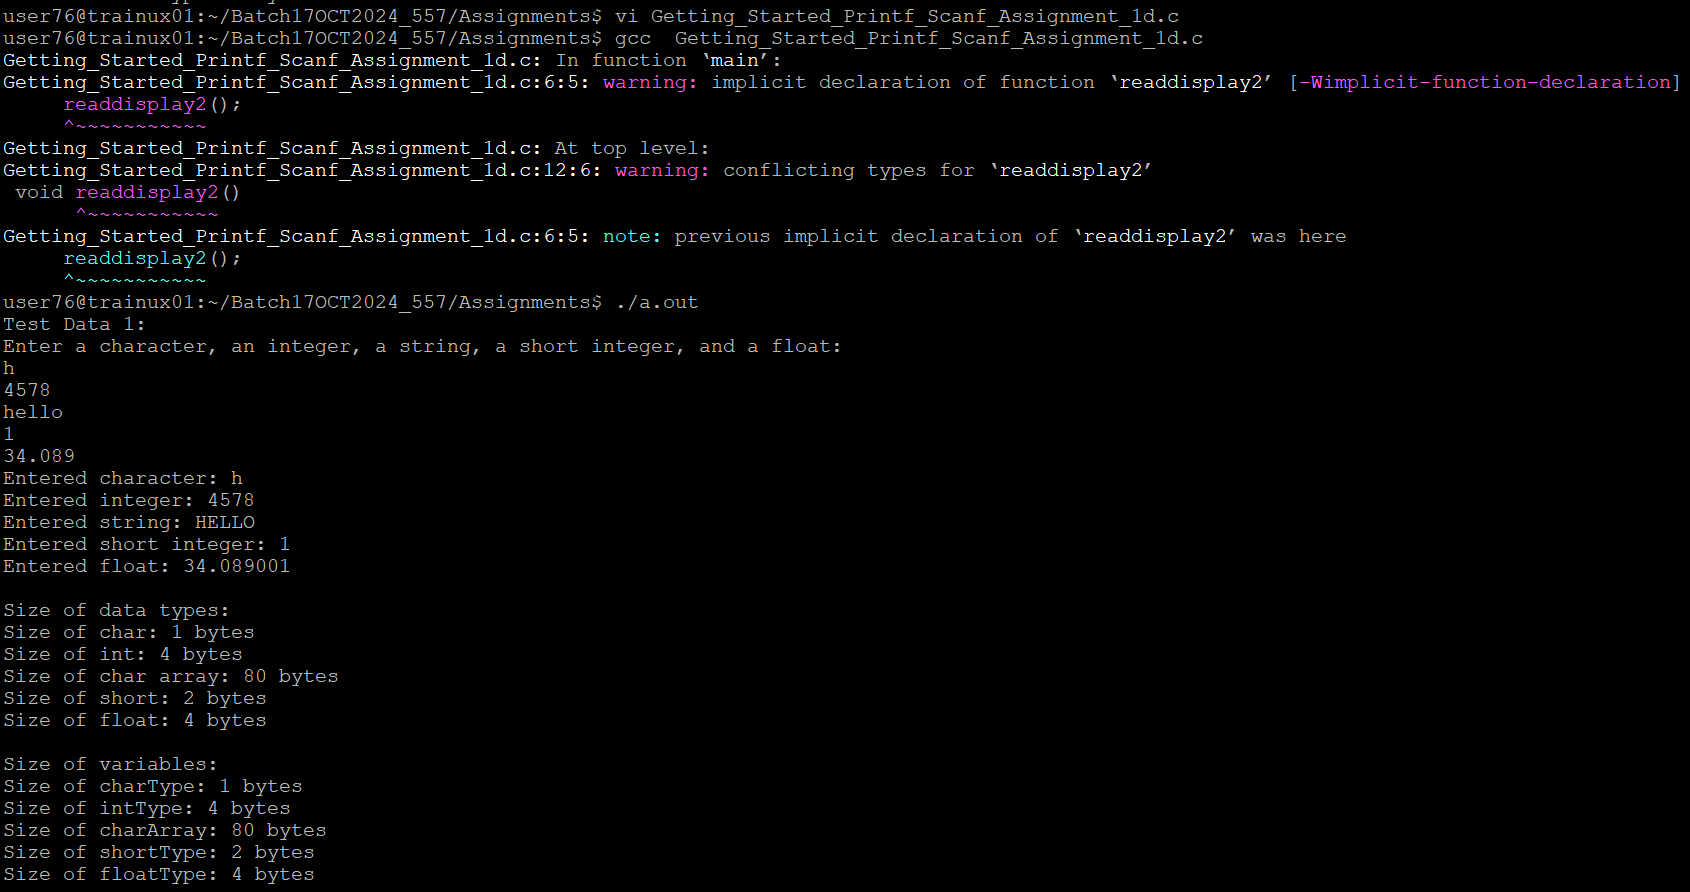 user76@trainux01:~/Batch17OCT2024_557/Assignments$ vi Getting_Started_Printf_Scanf_Assignment_1d.c
user76@trainux01:~/Batch17OCT2024_557/Assignments$ gcc  Getting_Started_Printf_Scanf_Assignment_1d.c
Getting_Started_Printf_Scanf_Assignment_1d.c: In function ‘main’:
Getting_Started_Printf_Scanf_Assignment_1d.c:6:5: warning: implicit declaration of function ‘readdisplay2’ [-Wimplicit-function-declaration]
     readdisplay2();
     ^~~~~~~~~~~~
Getting_Started_Printf_Scanf_Assignment_1d.c: At top level:
Getting_Started_Printf_Scanf_Assignment_1d.c:12:6: warning: conflicting types for ‘readdisplay2’
 void readdisplay2()
      ^~~~~~~~~~~~
Getting_Started_Printf_Scanf_Assignment_1d.c:6:5: note: previous implicit declaration of ‘readdisplay2’ was here
     readdisplay2();
     ^~~~~~~~~~~~
user76@trainux01:~/Batch17OCT2024_557/Assignments$ ./a.out
Test Data 1:
Enter a character, an integer, a string, a short integer, and a float:
h
4578
hello
1
34.089
Entered character: h
Entered integer: 4578
Entered string: HELLO
Entered short integer: 1
Entered float: 34.089001

Size of data types:
Size of char: 1 bytes
Size of int: 4 bytes
Size of char array: 80 bytes
Size of short: 2 bytes
Size of float: 4 bytes

Size of variables:
Size of charType: 1 bytes
Size of intType: 4 bytes
Size of charArray: 80 bytes
Size of shortType: 2 bytes
Size of floatType: 4 bytes